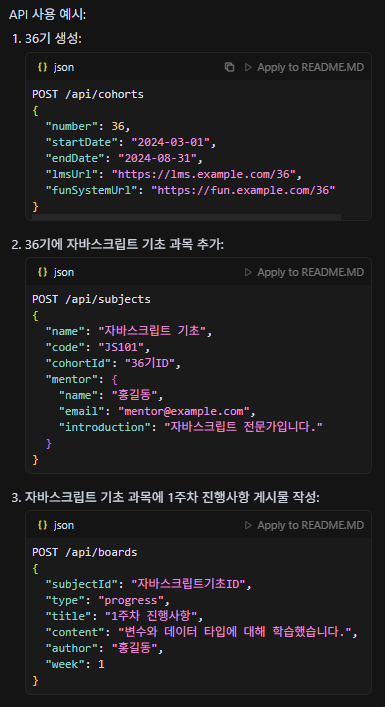 API 사용 예시:
1. 36기 생성:
{} json
Apply to README.MD
POST /api/cohorts
{
  "number": 36,
  "startDate": "2024-03-01",
  "endDate": "2024-08-31",
  "lmsUrl": "https://lms.example.com/36",
  "funSystemUrl": "https://fun.example.com/36"
}
2. 36기에 자바스크립트 기초 과목 추가:
{} json
Apply to README.MD
POST /api/subjects
{
  "name": "자바스크립트 기초",
  "code": "JS101",
  "cohortId": "36기ID",
  "mentor": {
    "name": "홍길동",
    "email": "mentor@example.com",
    "introduction": "자바스크립트 전문가입니다."
  }
}
3. 자바스크립트 기초 과목에 1주차 진행사항 게시물 작성:
{} json
Apply to README.MD
POST /api/boards
{
  "subjectId": "자바스크립트기초ID",
  "type": "progress",
  "title": "1주차 진행사항",
  "content": "변수와 데이터 타입에 대해 학습했습니다.",
  "author": "홍길동",
  "week": 1
}